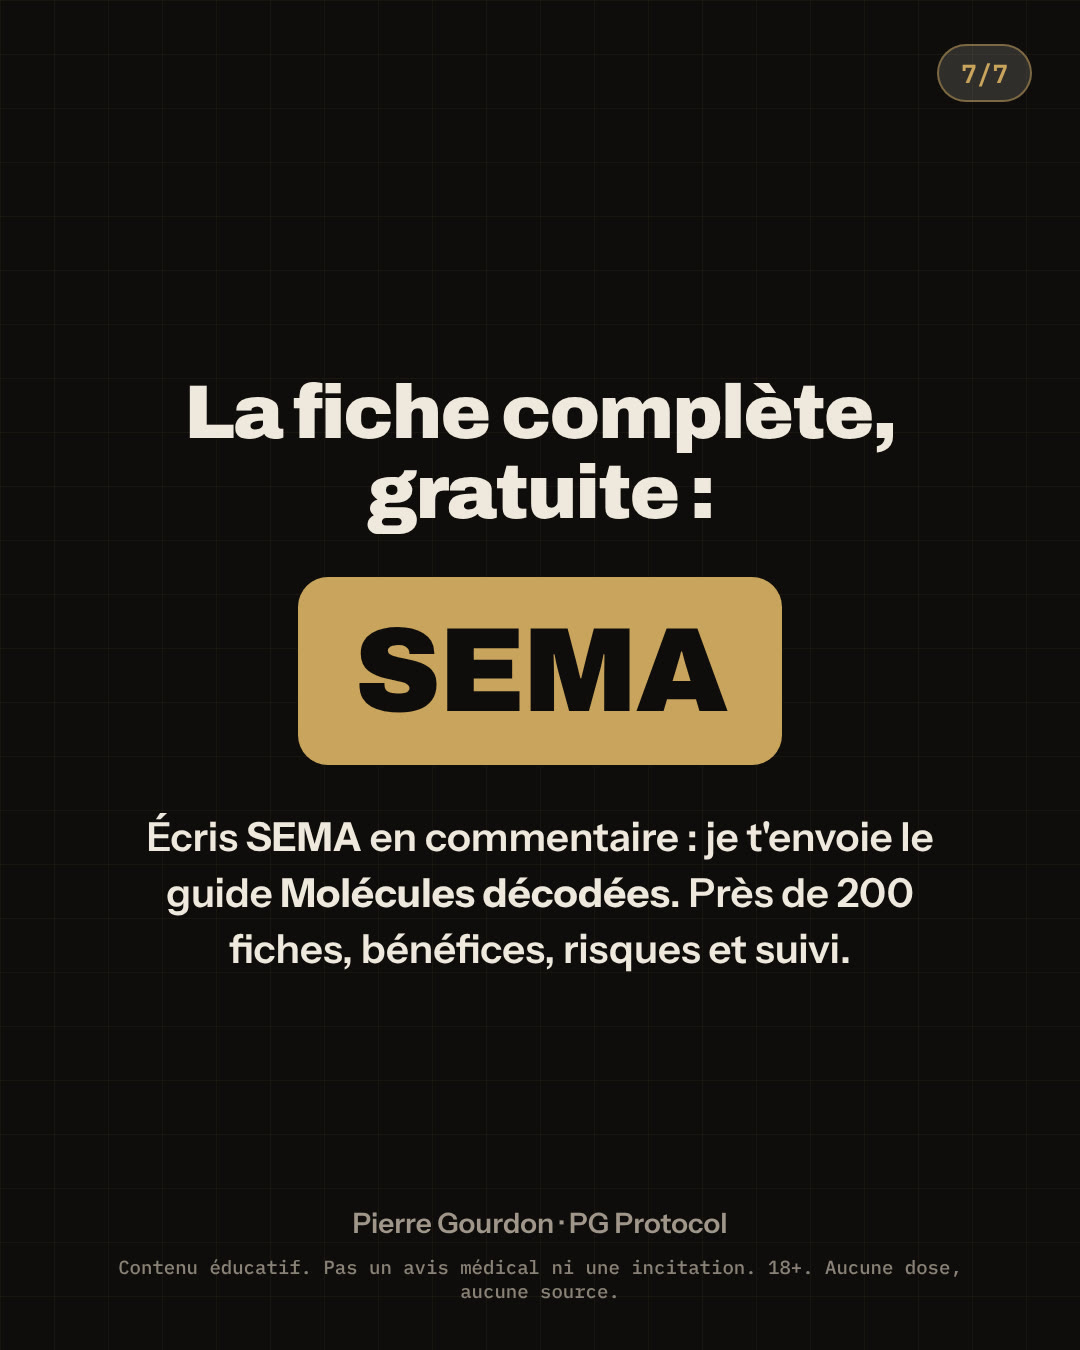 7/7
La fiche complète,
gratuite :
SEMA
Écris SEMA en commentaire : je t'envoie le
guide Molécules décodées. Près de 200
fiches, bénéfices, risques et suivi.
Pierre Gourdon · PG Protocol
Contenu éducatif. Pas un avis médical ni une incitation. 18+. Aucune dose,
aucune source.